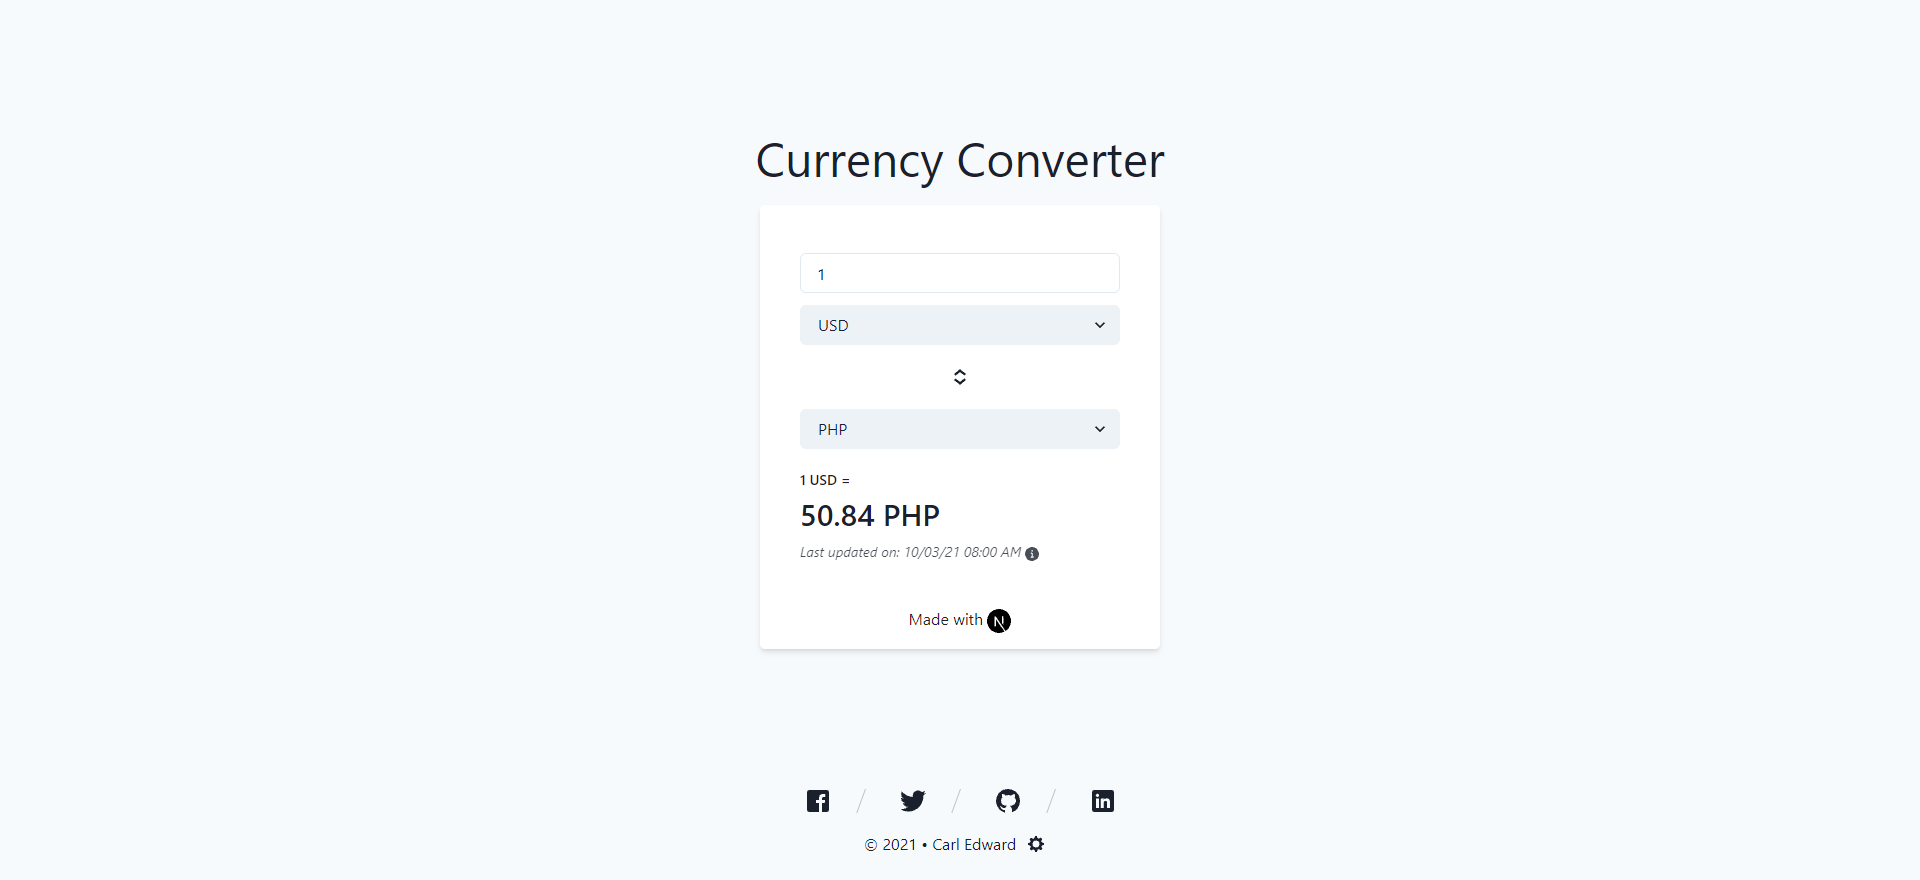 Currency Converter
1
USD
PHP
1 USD =
50.84 PHP
Last updated on: 10/03/21 08:00 AM
Made with N
© 2021 • Carl Edward